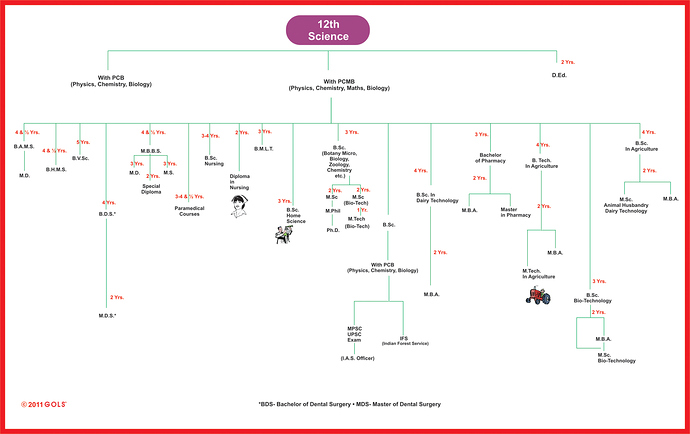 12th
Science
With PCB
(Physics, Chemistry, Biology)
With PCMB
(Physics, Chemistry, Maths, Biology)
2 Yrs.
D.Ed.
4 & ½ Yrs.
B.A.M.S.
M.D.
4 & ½ Yrs.
B.H.M.S.
5 Yrs.
B.V.Sc.
4 Yrs.
B.D.S.*
2 Yrs.
M.D.S.*
4 & ½ Yrs.
M.B.B.S.
3 Yrs.
M.D.
2 Yrs.
Special
Diploma
3 Yrs.
M.S.
3-4 & ½ Yrs.
Paramedical
Courses
3-4 Yrs.
B.Sc.
Nursing
2 Yrs.
Diploma
in
Nursing
3 Yrs.
B.M.L.T.
3 Yrs.
B.Sc.
Home
Science
3 Yrs.
B.Sc.
(Botany Micro,
Biology,
Zoology,
Chemistry
etc.)
2 Yrs.
M.Sc
M.Phil
Ph.D.
2 Yrs.
M.Sc
(Bio-Tech)
1 Yr.
M.Tech
(Bio-Tech)
B.Sc.
With PCB
(Physics, Chemistry, Biology)
MPSC
UPSC
Exam
(I.A.S. Officer)
IFS
(Indian Forest Service)
4 Yrs.
B.Sc. In
Dairy Technology
2 Yrs.
M.B.A.
3 Yrs.
Bachelor
of Pharmacy
2 Yrs.
M.B.A.
Master
in Pharmacy
4 Yrs.
B. Tech.
In Agriculture
2 Yrs.
M.B.A.
M.Tech.
In Agriculture
3 Yrs.
B.Sc.
Bio-Technology
2 Yrs.
M.B.A.
M.Sc.
Bio-Technology
4 Yrs.
B.Sc.
In Agriculture
2 Yrs.
M.Sc.
Animal Husbandry
Dairy Technology
M.B.A.
© 2011 GOLS
*BDS- Bachelor of Dental Surgery • MDS- Master of Dental Surgery